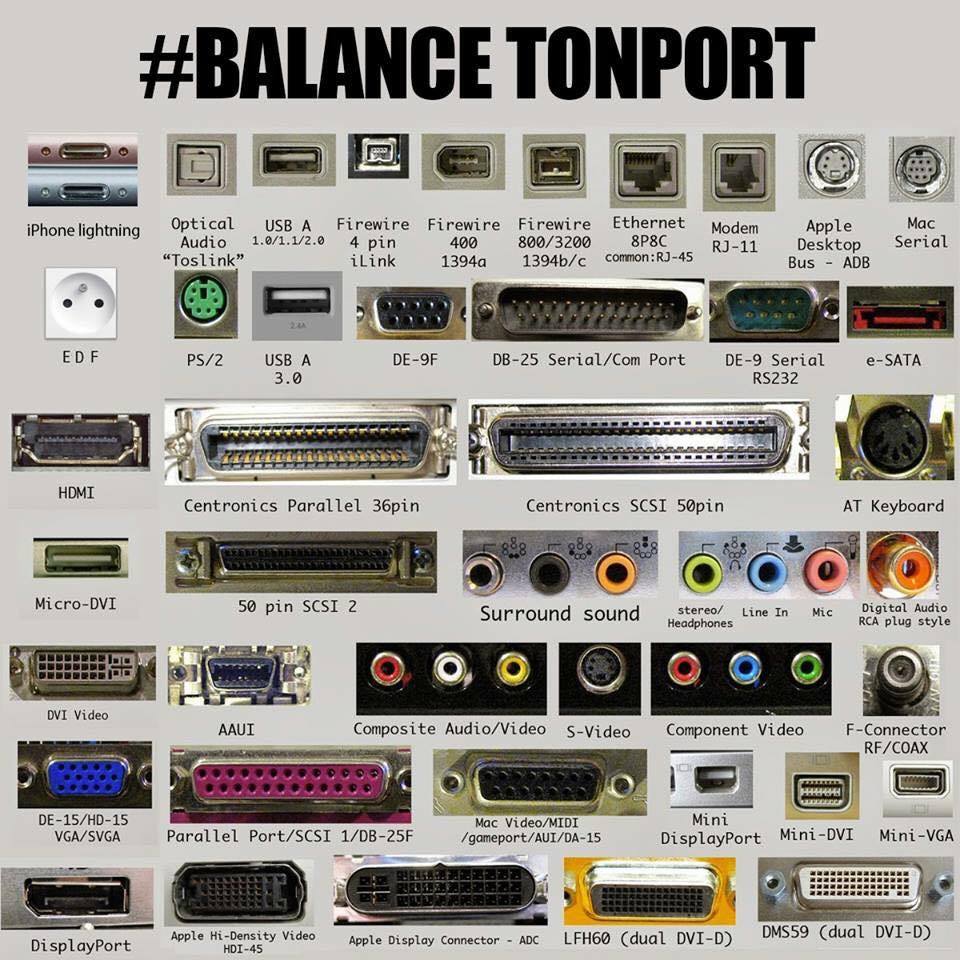 #BALANCE TONPORT
iPhone lightning
Optical
Audio
“Toslink”
USB A
1.0/1.1/2.0
Firewire
4 pin
iLink
Firewire
400
1394a
Firewire
800/3200
1394b/c
Ethernet
8P8C
common:RJ-45
Modem
RJ-11
Apple
Desktop
Bus - ADB
Mac
Serial
EDF
PS/2
2.4A
USB A
3.0
DE-9F
DB-25 Serial/Com Port
DE-9 Serial
RS232
e-SATA
HDMI
Centronics Parallel 36pin
Centronics SCSI 50pin
AT Keyboard
Micro-DVI
50 pin SCSI 2
Surround sound
stereo/
Headphones
Line In
Mic
Digital Audio
RCA plug style
DVI Video
AAUI
Composite Audio/Video
S-Video
Component Video
F-Connector
RF/COAX
DE-15/HD-15
VGA/SVGA
Parallel Port/SCSI 1/DB-25F
Mac Video/MIDI
/gameport/AUI/DA-15
Mini
DisplayPort
Mini-DVI
Mini-VGA
DisplayPort
Apple Hi-Density Video
HDI-45
Apple Display Connector - ADC
LFH60 (dual DVI-D)
DMS59 (dual DVI-D)